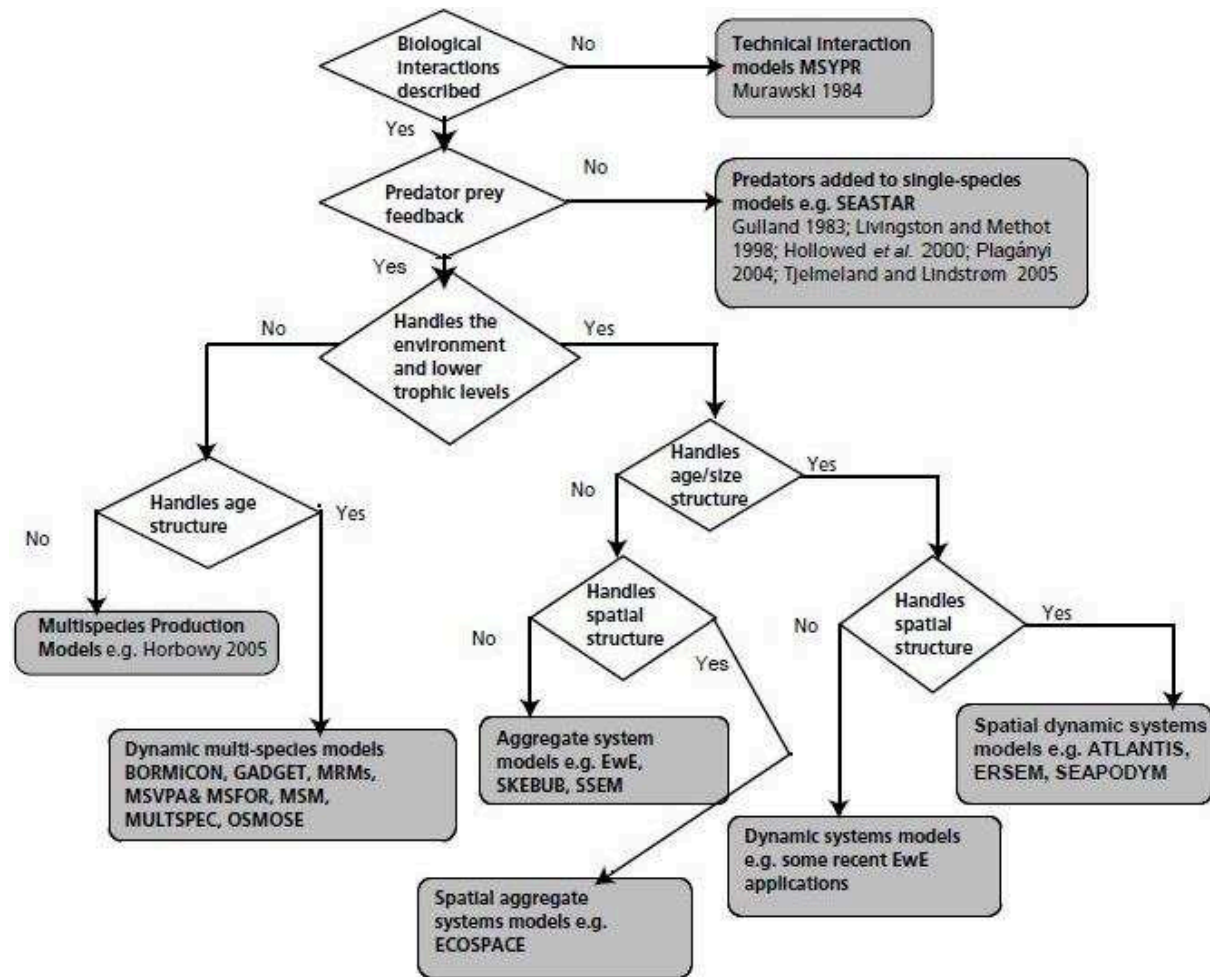 Biological
interactions
described
No
Technical interaction
models MSYPR
Murawski 1984
Yes
Predator prey
feedback
No
Predators added to single-species
models e.g. SEASTAR
Gulland 1983; Livingston and Methot
1998; Hollowed et al. 2000; Plagányi
2004; Tjelmeland and Lindstrøm 2005
Yes
Handles the
environment
and lower
trophic levels
No
Yes
Handles age
structure
No
Yes
Handles
age/size
structure
No
Yes
Multispecies Production
Models e.g. Horbowy 2005
Dynamic multi-species models
BORMICON, GADGET, MRMs,
MSVPA& MSFOR, MSM,
MULTSPEC, OSMOSE
Handles
spatial
structure
No
Yes
Handles
spatial
structure
No
Yes
Aggregate system
models e.g. EwE,
SKEBUB, SSEM
Spatial aggregate
systems models e.g.
ECOSPACE
Dynamic systems models
e.g. some recent EwE
applications
Spatial dynamic systems
models e.g. ATLANTIS,
ERSEM, SEAPODYM